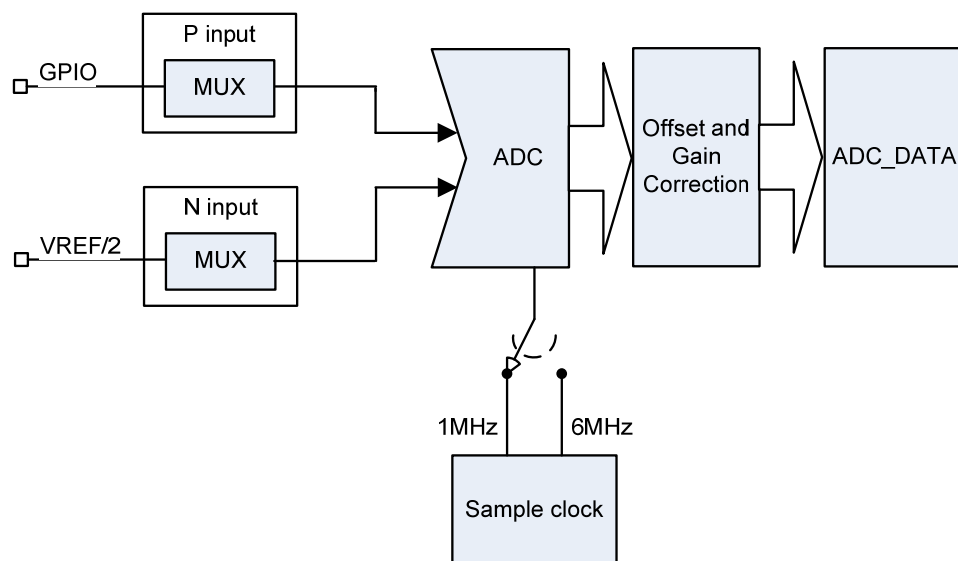 P input
GPIO
MUX
N input
VREF/2
MUX
ADC
Offset and
Gain
Correction
ADC_DATA
1MHz
6MHz
Sample clock